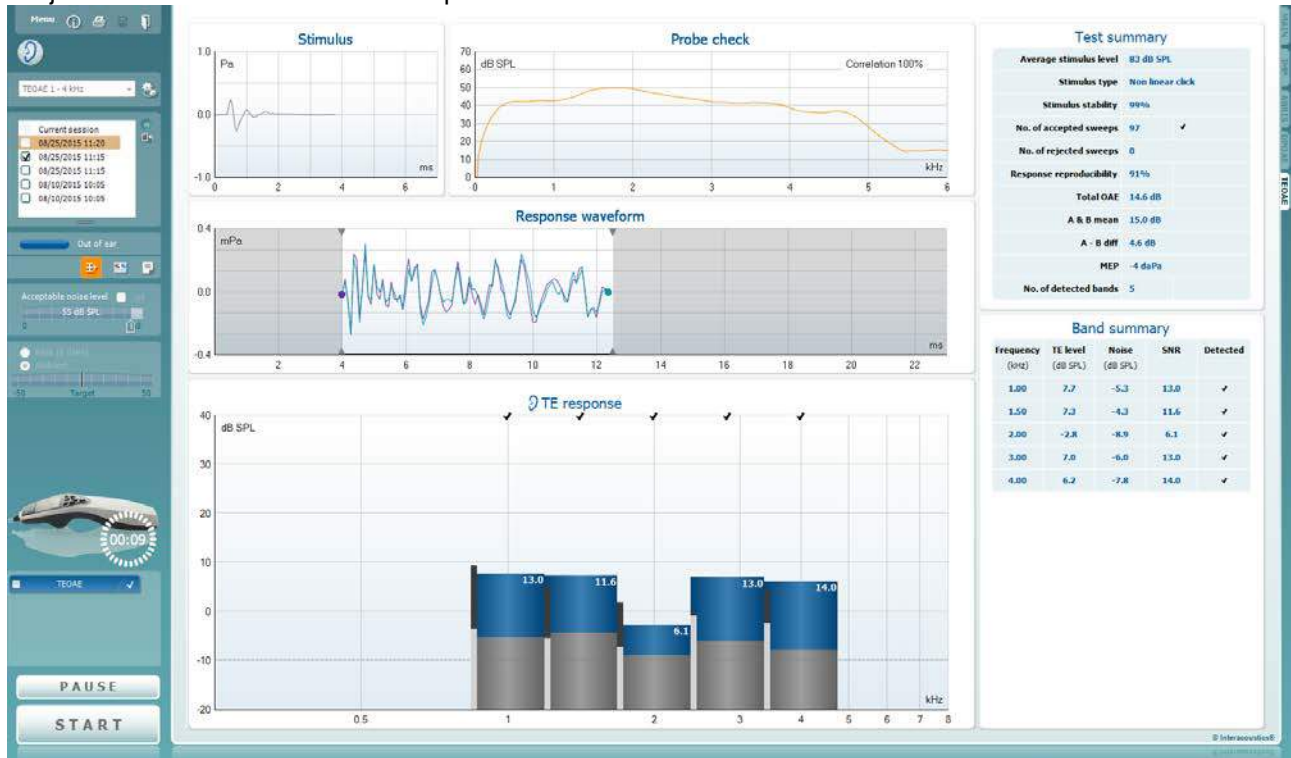 Menu
TEOAE 1 - 4 kHz
Current session
08/25/2015 11:20
08/25/2015 11:15
08/25/2015 11:15
08/10/2015 10:05
08/10/2015 10:05
Out of ear
Acceptable noise level
55 dB SPL
0
-50 Target 50
00:09
TEOAE
PAUSE
START
Stimulus
Pa
1.0
0.0
-1.0
ms
0 2 4 6
Probe check
dB SPL
Correlation 100%
70
60
50
40
30
20
10
0
kHz
0 1 2 3 4 5 6
Response waveform
mPa
0.4
0.0
-0.4
ms
2 4 6 8 10 12 14 16 18 20 22
TE response
dB SPL
40
30
20
10
0
-10
-20
13.0 11.6 6.1 13.0 14.0
kHz
0.5 1 2 3 4 5 6 7 8
Test summary
Average stimulus level 83 dB SPL
Stimulus type Non linear click
Stimulus stability 99%
No. of accepted sweeps 97 ✓
No. of rejected sweeps 0
Response reproducibility 91%
Total OAE 14.6 dB
A & B mean 15.0 dB
A - B diff 4.6 dB
MEP -4 daPa
No. of detected bands 5
Band summary
Frequency TE level Noise SNR Detected
(kHz) (dB SPL) (dB SPL)
1.00 7.7 -5.3 13.0 ✓
1.50 7.3 -4.3 11.6 ✓
2.00 -2.8 -8.9 6.1 ✓
3.00 7.0 -6.0 13.0 ✓
4.00 6.2 -7.8 14.0 ✓
TEOAE
© Interacoustics®